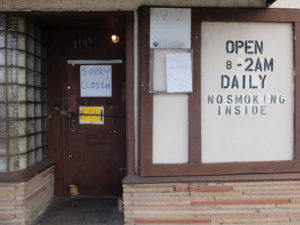 SORRY
CLOSED
OPEN
8-2AM
DAILY
NO SMOKING
INSIDE